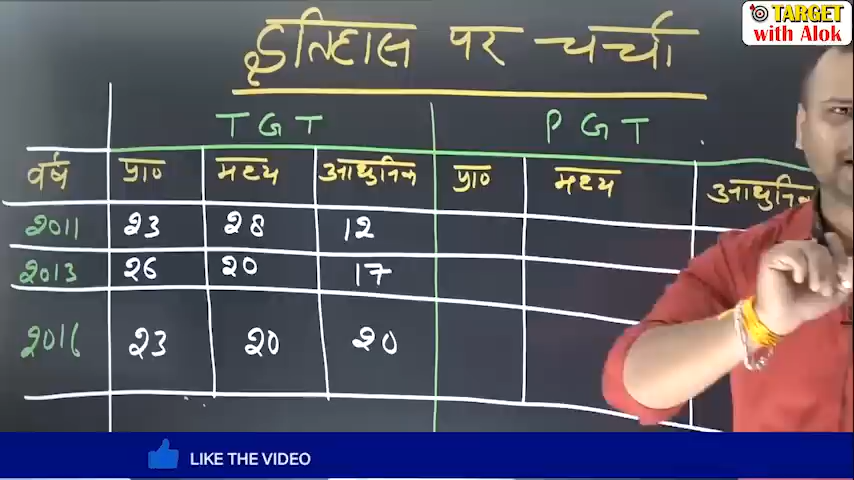 TARGET
with Alok
इतिहास पर चर्चा
TGT PGT
वर्ष प्रा० मध्य आधुनिक प्रा० मध्य आधुनिक
2011 23 28 12
2013 26 20 17
2016 23 20 20
LIKE THE VIDEO